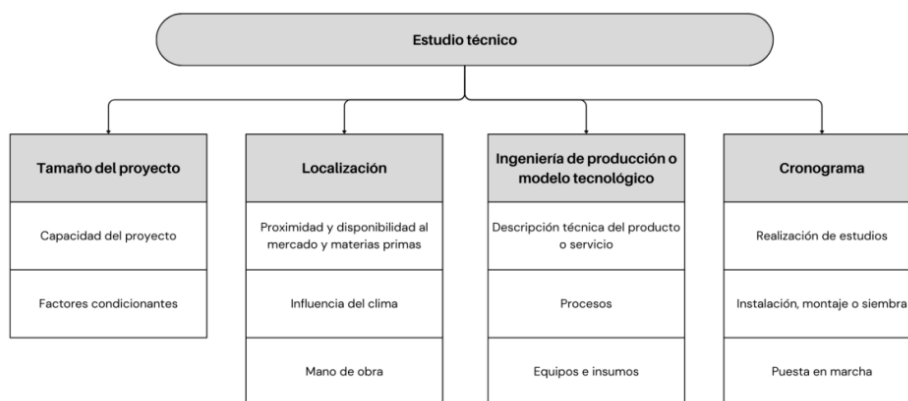 Estudio técnico
Tamaño del proyecto
Capacidad del proyecto
Factores condicionantes
Localización
Proximidad y disponibilidad al
mercado y materias primas
Influencia del clima
Mano de obra
Ingeniería de producción o
modelo tecnológico
Descripción técnica del producto
o servicio
Procesos
Equipos e insumos
Cronograma
Realización de estudios
Instalación, montaje o siembra
Puesta en marcha